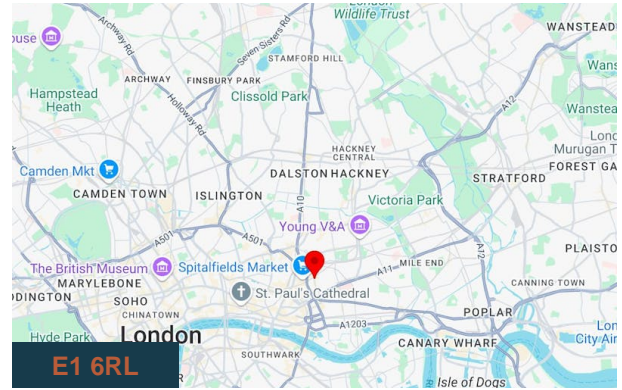 London
Wildlife Trust
WANSTEAD
ouse
Archway Rd
Seven Sisters Rd
STAMFORD HILL
A12
ARCHWAY
FINSBURY PARK
Wans
Hampstead
Heath
Clissold Park
Wanstea
Holloway Rd
HACKNEY
CENTRAL
Lond
Murugan T
Camden Mkt
DALSTON
HACKNEY
STRATFORD
FOREST GA
CAMDEN TOWN
ISLINGTON
A10
Victoria Park
Young V&A
A501
A501
A12
PLAISTO
The British Museum
Spitalfields Market
A11
MILE END
MARYLEBONE
DDINGTON
SOHO
St. Paul's Cathedral
CANNING TOWN
CHINATOWN
POPLAR
Hyde Park
London
A1203
Lon
City Air
SOUTHWARK
CANARY WHARF
E1 6RL
R
Isle of Dogs